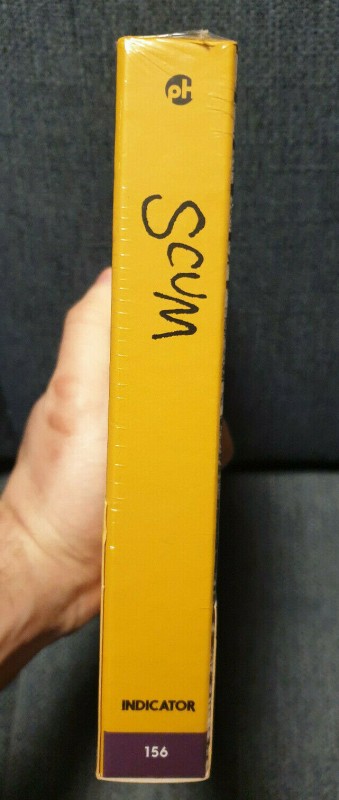 pH
SCUM
INDICATOR
156